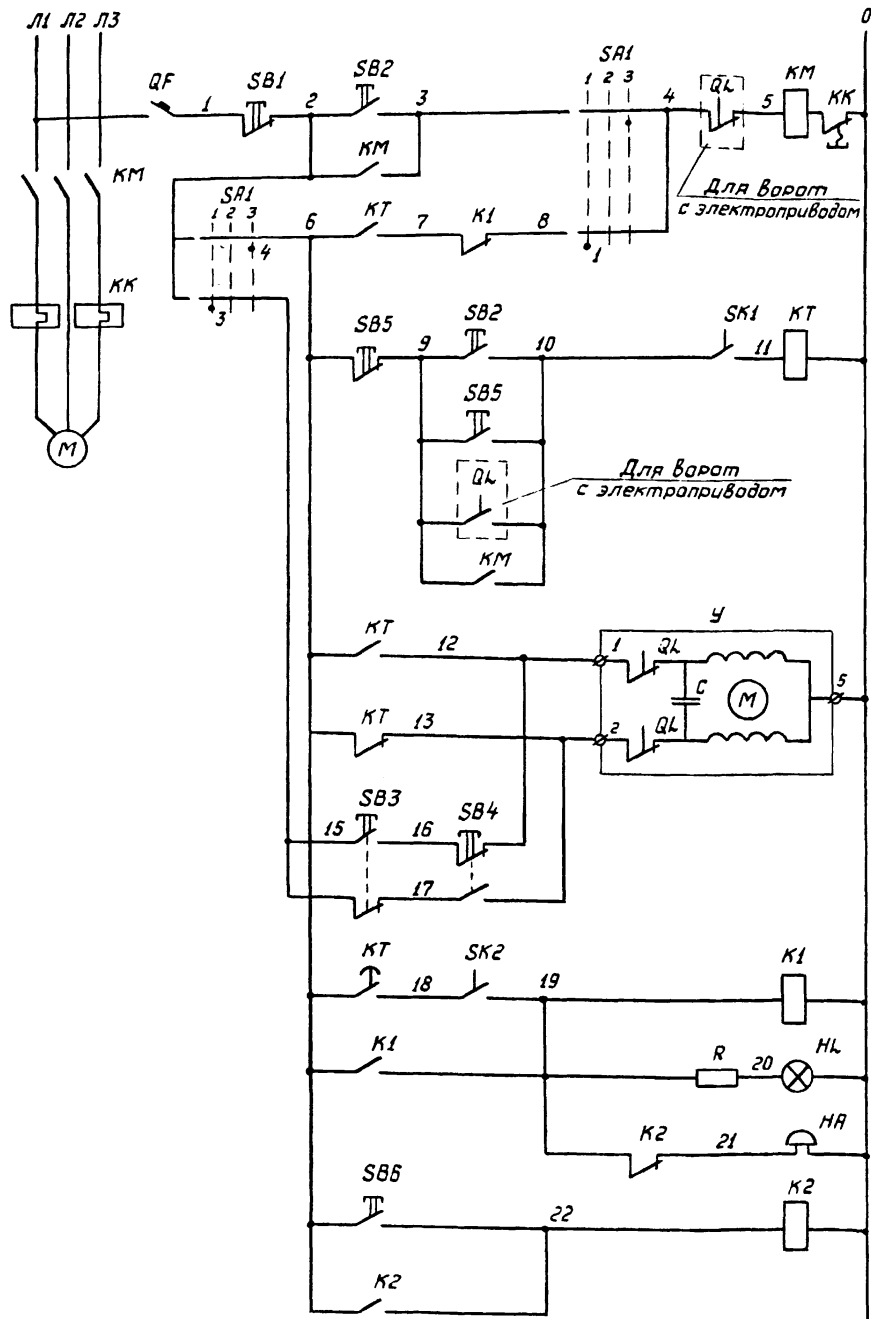 Л1 Л2 Л3 0
QF 1 SB1 2 SB2 3 SA1 1 2 3 4 QL 5 KM KK
KM KM
Для ворот
с электроприводом
SA1 1 2 3 4 6 KT 7 K1 8 1
KK 3
SB5 9 SB2 10 SK1 11 KT
M SB5
QL Для ворот
с электроприводом
KM
У
KT 12 1 QL C M 5
KT 13 2 QL
SB3 SB4
15 16
17
KT 18 SK2 19 K1
K1 R 20 HL
K2 21 HA
SB6 22 K2
K2